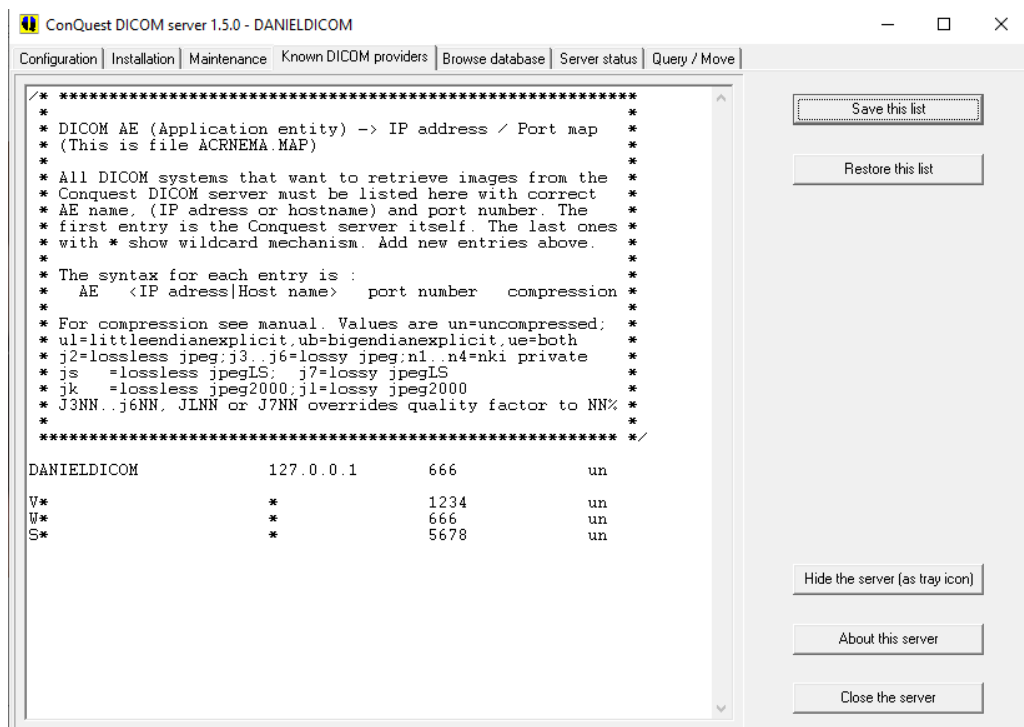 ConQuest DICOM server 1.5.0 - DANIELDICOM
Configuration Installation Maintenance Known DICOM providers Browse database Server status Query / Move
/* **********************************************************
* *
* DICOM AE (Application entity) -> IP address / Port map *
* (This is file ACRNEMA.MAP) *
* *
* All DICOM systems that want to retrieve images from the *
* Conquest DICOM server must be listed here with correct *
* AE name, (IP adress or hostname) and port number. The *
* first entry is the Conquest server itself. The last ones *
* with * show wildcard mechanism. Add new entries above. *
* *
* The syntax for each entry is : *
* AE <IP adress|Host name> port number compression *
* *
* For compression see manual. Values are un=uncompressed; *
* ul=littleendianexplicit,ub=bigendianexplicit,ue=both *
* j2=lossless jpeg;j3..j6=lossy jpeg;n1..n4=nki private *
* js =lossless jpegLS; j7=lossy jpegLS *
* jk =lossless jpeg2000;jl=lossy jpeg2000 *
* J3NN..j6NN, JLNN or J7NN overrides quality factor to NN% *
* *
********************************************************** */
DANIELDICOM 127.0.0.1 666 un
V* * 1234 un
W* * 666 un
S* * 5678 un
Save this list
Restore this list
Hide the server (as tray icon)
About this server
Close the server